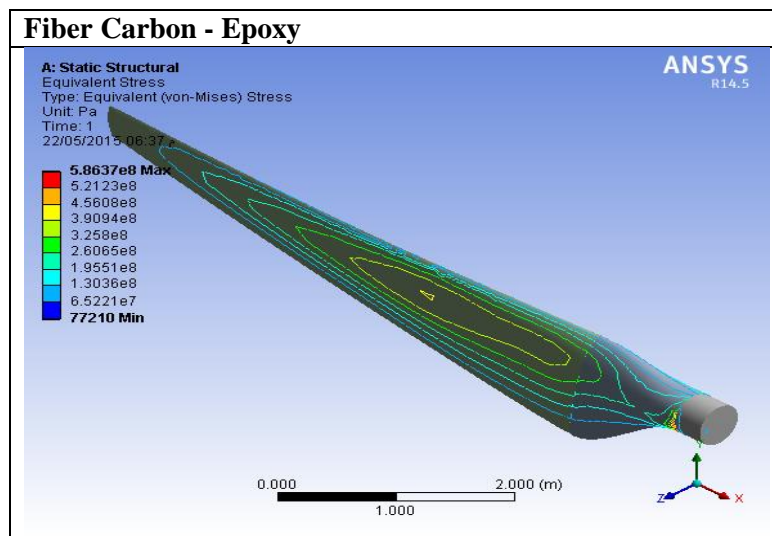 Fiber Carbon - Epoxy
A: Static Structural
Equivalent Stress
Type: Equivalent (von-Mises) Stress
Unit: Pa
Time: 1
22/05/2015 06:37 م
ANSYS
R14.5
5.8637e8 Max
5.2123e8
4.5608e8
3.9094e8
3.258e8
2.6065e8
1.9551e8
1.3036e8
6.5221e7
77210 Min
0.000 2.000 (m)
1.000
Y
Z X